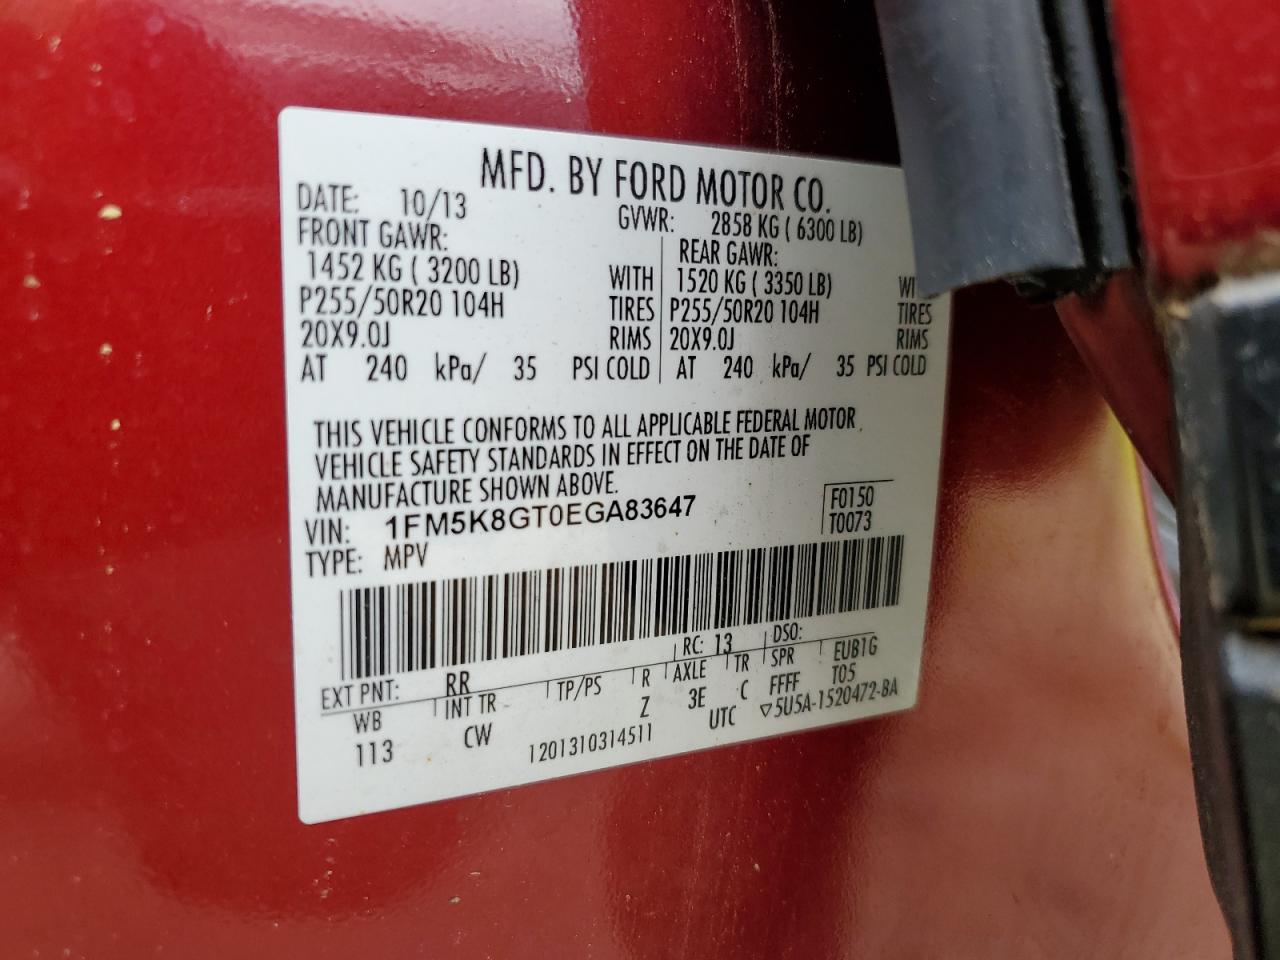 MFD. BY FORD MOTOR CO.
DATE: 10/13 GVWR: 2858 KG ( 6300 LB)
FRONT GAWR: REAR GAWR:
1452 KG ( 3200 LB) WITH 1520 KG ( 3350 LB) WI
P255/50R20 104H TIRES P255/50R20 104H TIRES
20X9.0J RIMS 20X9.0J RIMS
AT 240 kPa/ 35 PSI COLD AT 240 kPa/ 35 PSI COLD
THIS VEHICLE CONFORMS TO ALL APPLICABLE FEDERAL MOTOR
VEHICLE SAFETY STANDARDS IN EFFECT ON THE DATE OF
MANUFACTURE SHOWN ABOVE.
VIN: 1FM5K8GT0EGA83647 F0150
TYPE: MPV T0073
EXT PNT: RR RC: 13 DSO:
WB INT TR TP/PS R AXLE TR SPR EUB1G
113 CW Z 3E C FFFF T05
1201310314511 UTC ▽5U5A-1520472-BA